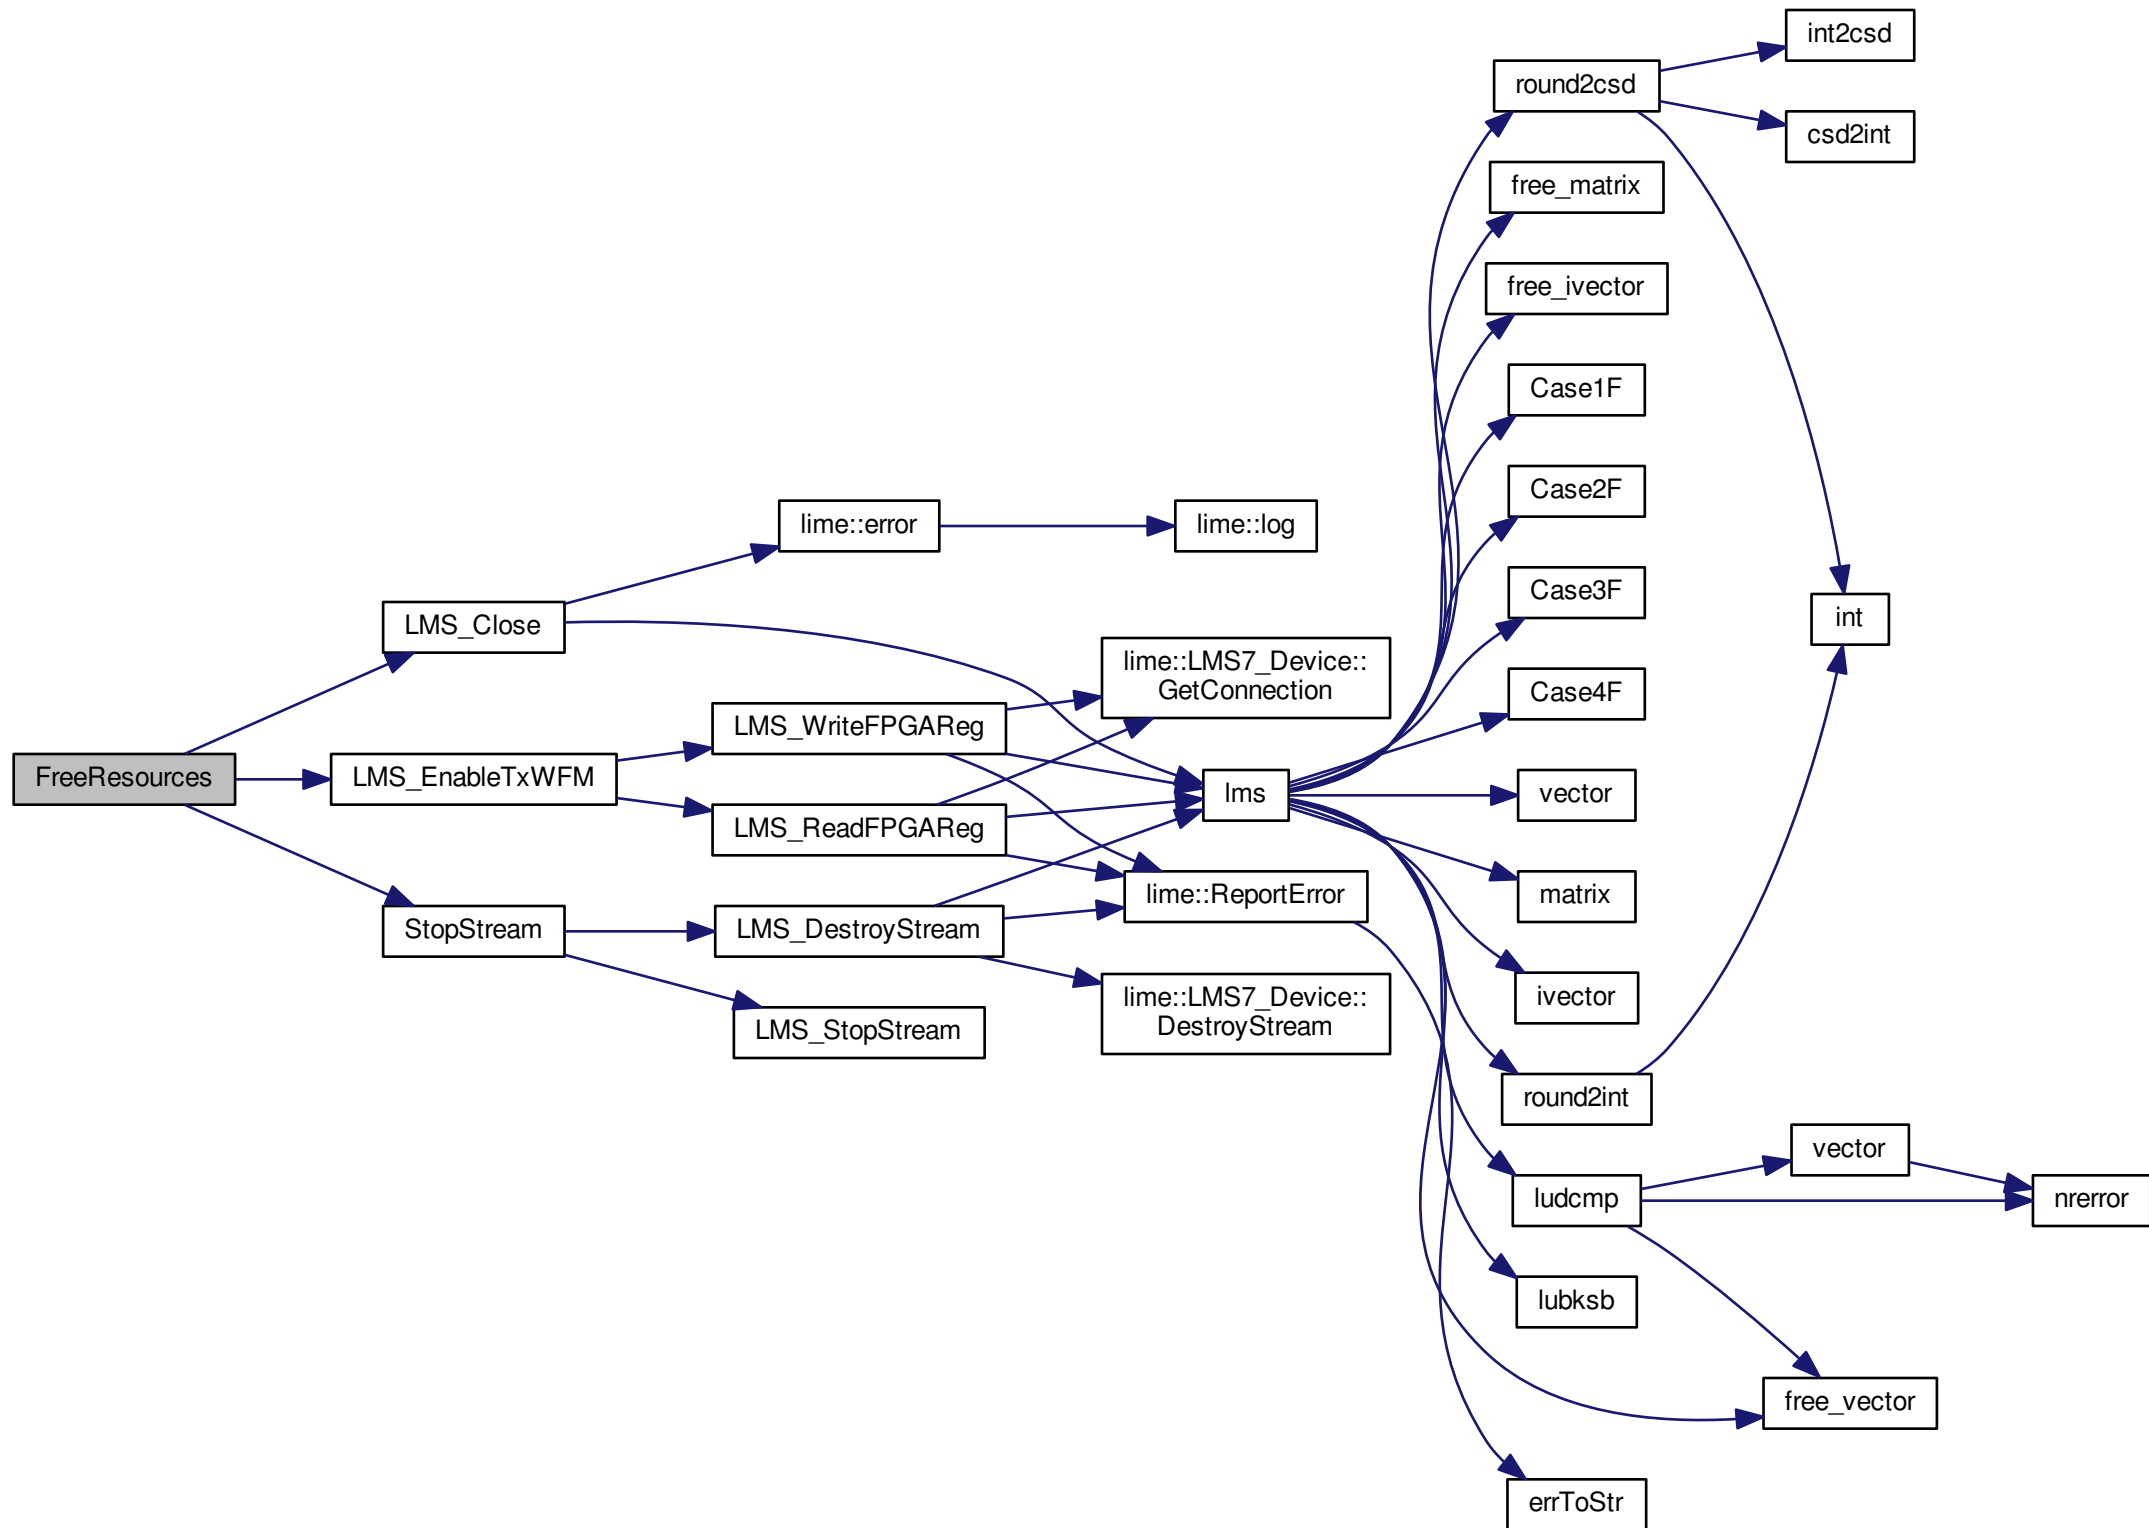 int2csd
round2csd
csd2int
free_matrix
free_ivector
Case1F
Case2F
lime::error
lime::log
Case3F
LMS_Close
int
lime::LMS7_Device::
GetConnection
Case4F
LMS_WriteFPGAReg
FreeResources
LMS_EnableTxWFM
lms
vector
LMS_ReadFPGAReg
lime::ReportError
matrix
StopStream
LMS_DestroyStream
lime::LMS7_Device::
DestroyStream
ivector
LMS_StopStream
round2int
vector
ludcmp
nrerror
lubksb
free_vector
errToStr